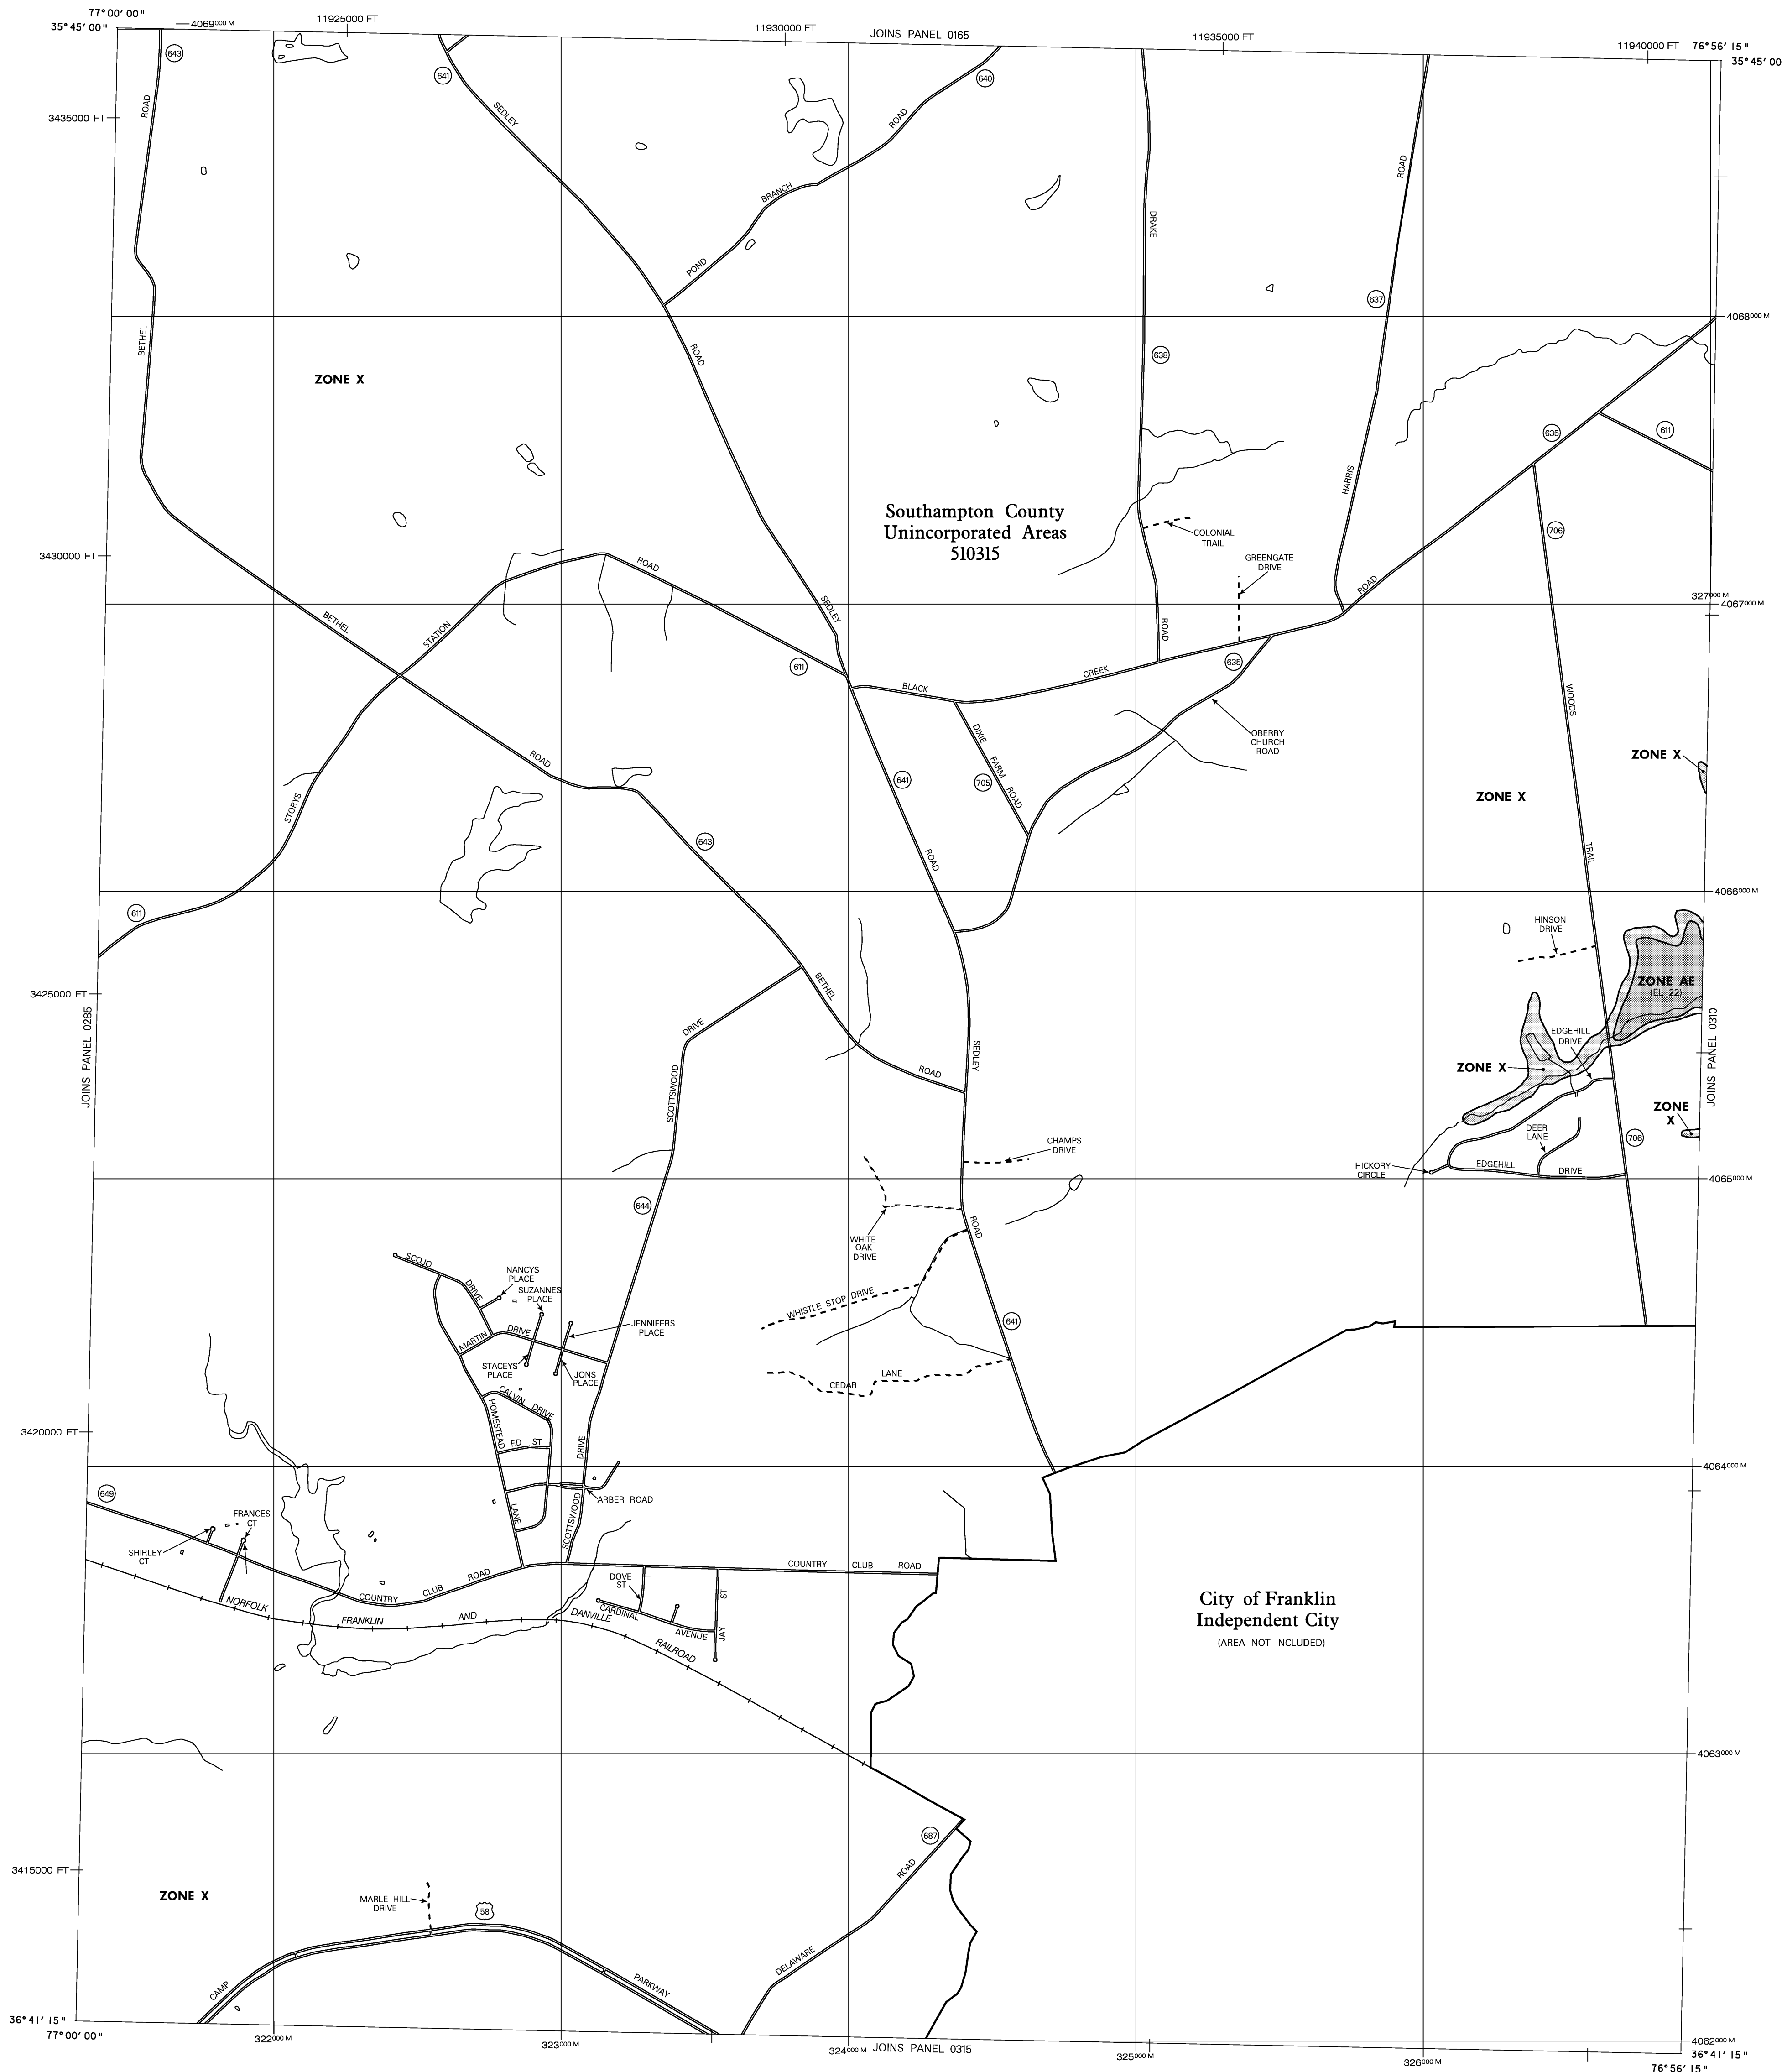 77° 00' 00"
35° 45' 00"
4069000 M
11925000 FT
11930000 FT
JOINS PANEL 0165
11935000 FT
11940000 FT
76° 56' 15"
35° 45' 00
643
641
640
ROAD
SEDLEY
ROAD
3435000 FT
ROAD
BRANCH
DRAKE
POND
637
4068000 M
BETHEL
ROAD
638
ZONE X
635
611
HARRIS
Southampton County
Unincorporated Areas
510315
706
COLONIAL
TRAIL
3430000 FT
GREENGATE
DRIVE
ROAD
ROAD
327000 M
4067000 M
BETHEL
STATION
SEDLEY
ROAD
611
635
CREEK
BLACK
WOODS
DIXIE
FARM
ROAD
OBERRY
CHURCH
ROAD
ROAD
ZONE X
641
705
STORYS
ZONE X
643
ROAD
TRAIL
4066000 M
611
HINSON
DRIVE
ZONE AE
(EL 22)
3425000 FT
BETHEL
JOINS PANEL 0285
DRIVE
EDGEHILL
DRIVE
JOINS PANEL 0310
SEDLEY
ROAD
ZONE X
SCOTTSWOOD
ZONE
X
DEER
LANE
706
CHAMPS
DRIVE
HICKORY
CIRCLE
EDGEHILL
DRIVE
4065000 M
644
ROAD
WHITE
OAK
DRIVE
SCOJO
DRIVE
NANCYS
PLACE
SUZANNES
PLACE
WHISTLE STOP DRIVE
641
JENNIFERS
PLACE
MARTIN
DRIVE
STACEYS
PLACE
JONS
PLACE
LANE
CEDAR
CALVIN DRIVE
HOMESTEAD
ED ST
3420000 FT
DRIVE
4064000 M
649
ARBER ROAD
LANE
SCOTTSWOOD
FRANCES
CT
SHIRLEY
CT
COUNTRY CLUB ROAD
DOVE
ST
ROAD
CLUB
COUNTRY
ST
CARDINAL
AVENUE
JAY
NORFOLK
FRANKLIN
AND
DANVILLE
RAILROAD
City of Franklin
Independent City
(AREA NOT INCLUDED)
4063000 M
687
ROAD
3415000 FT
ZONE X
MARLE HILL
DRIVE
58
DELAWARE
CAMP
PARKWAY
36° 41' 15"
77° 00' 00"
322000 M
323000 M
324000 M
JOINS PANEL 0315
325000 M
326000 M
4062000 M
36° 41' 15"
76° 56' 15"